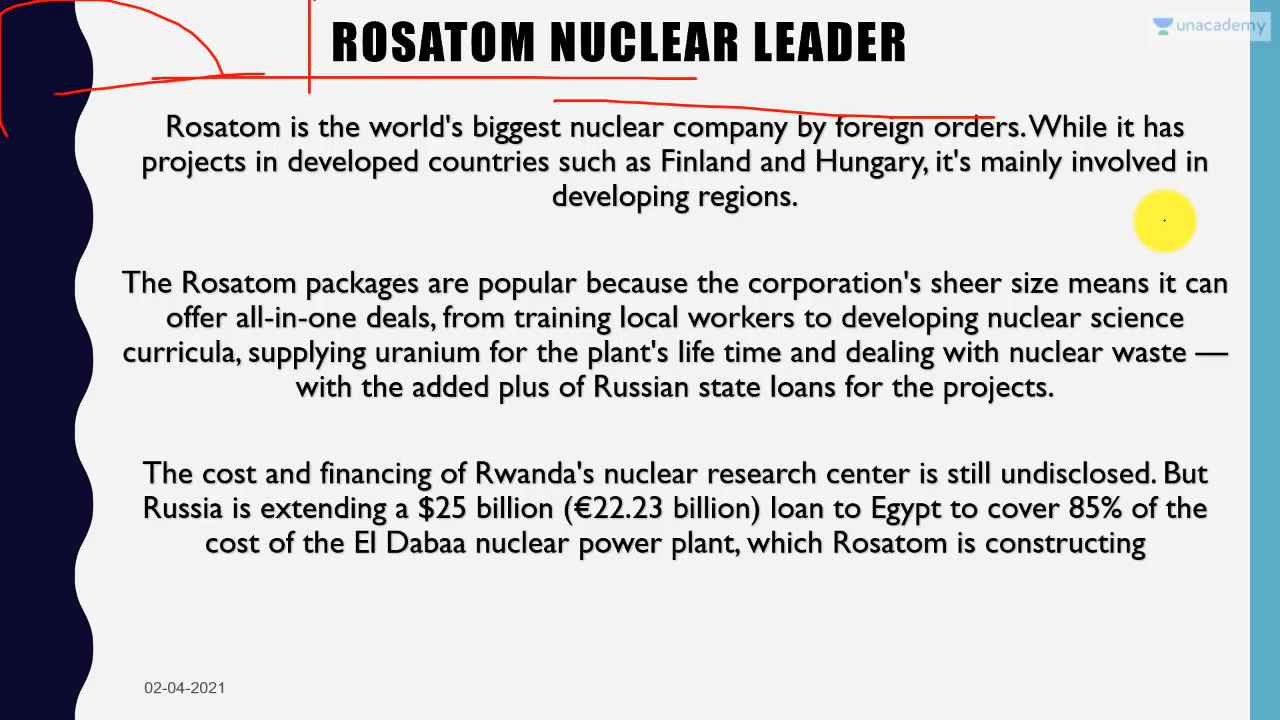 ROSATOM NUCLEAR LEADER
unacademy
Rosatom is the world's biggest nuclear company by foreign orders. While it has
projects in developed countries such as Finland and Hungary, it's mainly involved in
developing regions.
The Rosatom packages are popular because the corporation's sheer size means it can
offer all-in-one deals, from training local workers to developing nuclear science
curricula, supplying uranium for the plant's life time and dealing with nuclear waste —
with the added plus of Russian state loans for the projects.
The cost and financing of Rwanda's nuclear research center is still undisclosed. But
Russia is extending a $25 billion (€22.23 billion) loan to Egypt to cover 85% of the
cost of the El Dabaa nuclear power plant, which Rosatom is constructing
02-04-2021